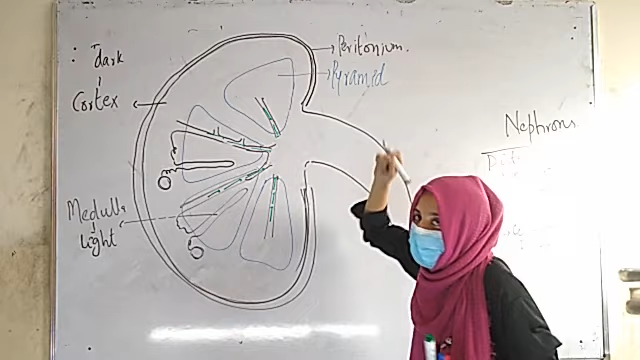 : dark
Cortex
Medulla
Light
Peritonium.
Pyramid
Nephrons